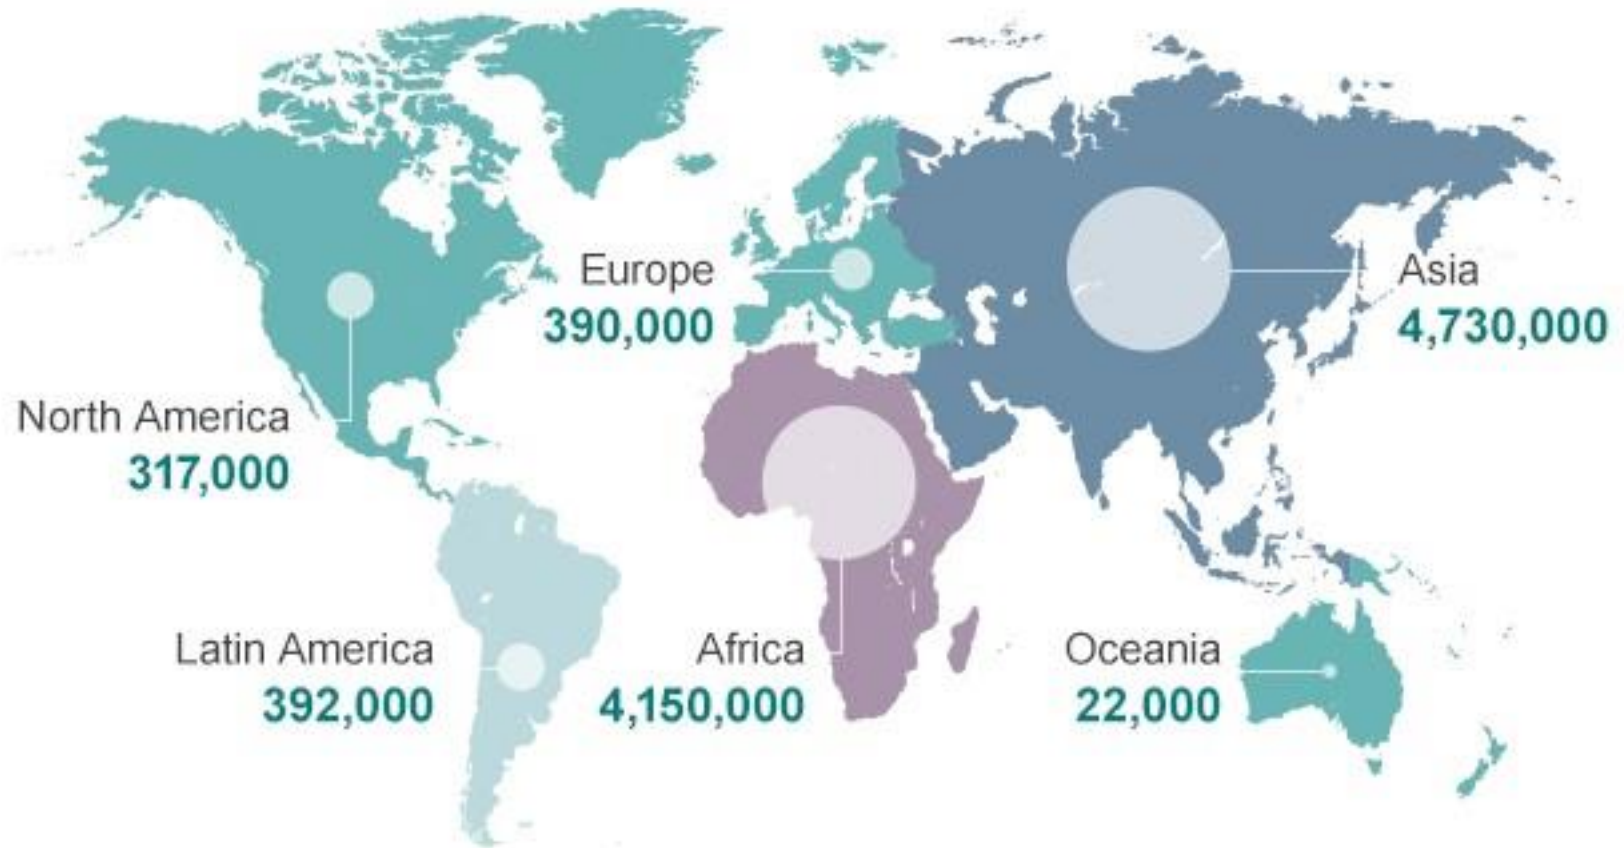 Europe
390,000
Asia
4,730,000
North America
317,000
Latin America
392,000
Africa
4,150,000
Oceania
22,000